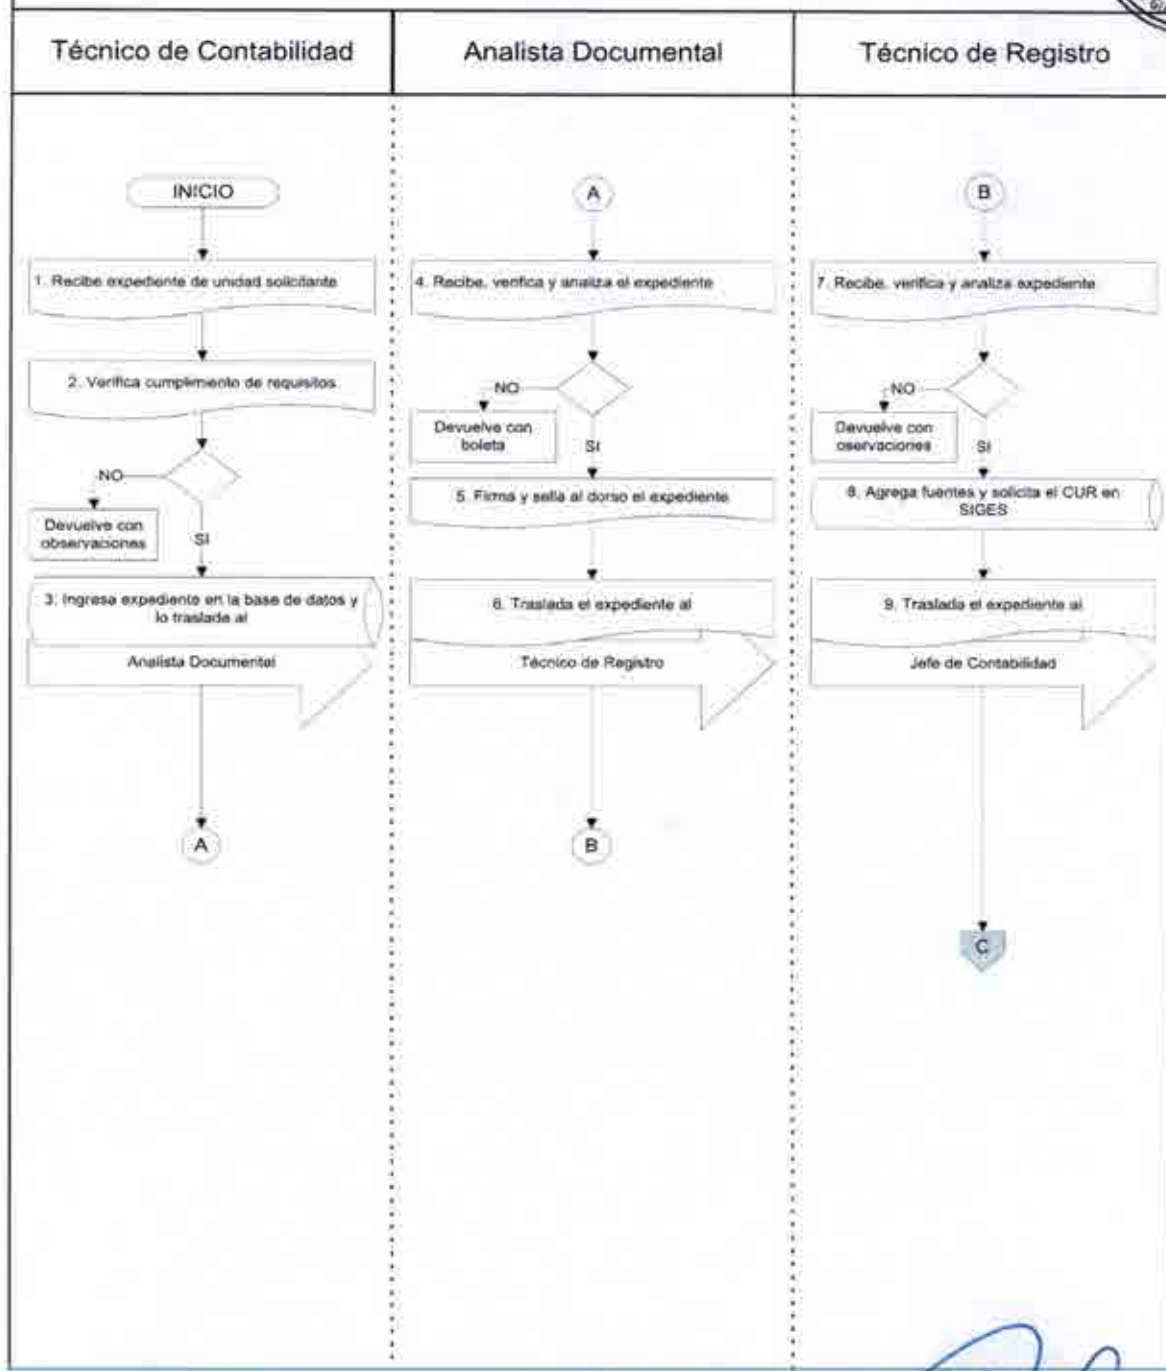 Técnico de Contabilidad
Analista Documental
Técnico de Registro
INICIO
1. Recibe expediente de unidad solicitante
2. Verifica cumplimiento de requisitos
NO
Devuelve con
observaciones
SI
3. Ingresa expediente en la base de datos y
lo traslada al
Analista Documental
A
A
4. Recibe, verifica y analiza el expediente
NO
Devuelve con
boleta
SI
5. Firma y sella al dorso el expediente
6. Traslada el expediente al
Técnico de Registro
B
B
7. Recibe, verifica y analiza expediente
NO
Devuelve con
oservaciones
SI
8. Agrega fuentes y solicita el CUR en
SIGES
9. Traslada el expediente al
Jefe de Contabilidad
C